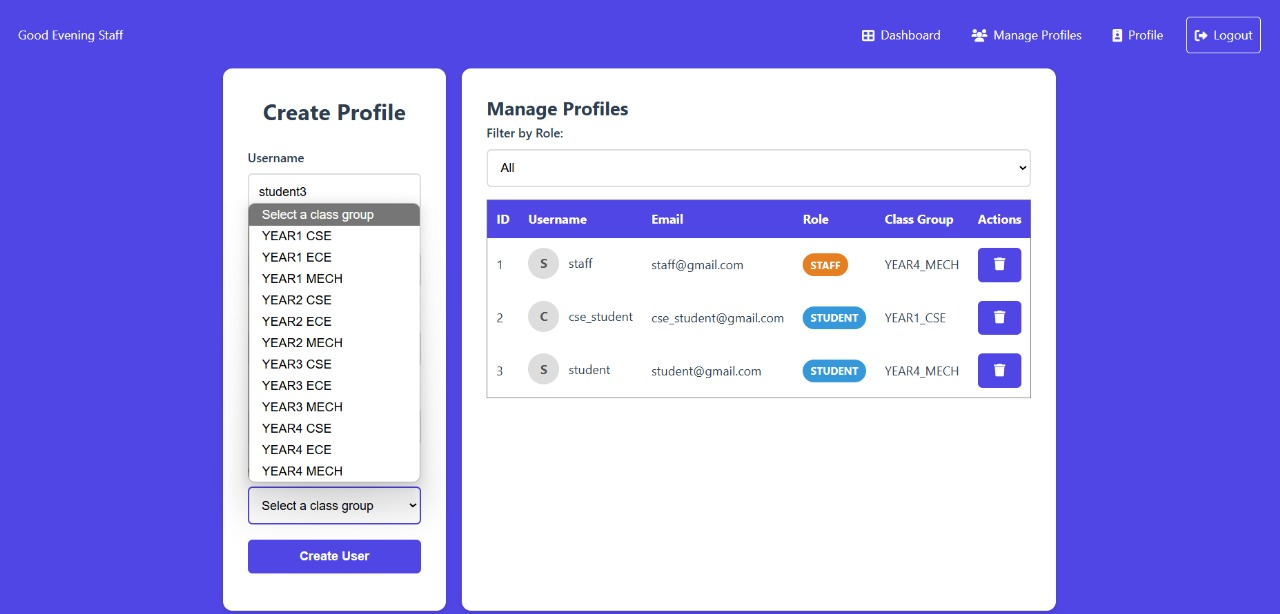 Good Evening Staff
Dashboard
Manage Profiles
Profile
Logout
Create Profile
Username
student3
Select a class group
YEAR1 CSE
YEAR1 ECE
YEAR1 MECH
YEAR2 CSE
YEAR2 ECE
YEAR2 MECH
YEAR3 CSE
YEAR3 ECE
YEAR3 MECH
YEAR4 CSE
YEAR4 ECE
YEAR4 MECH
Select a class group
Create User
Manage Profiles
Filter by Role:
All
ID Username Email Role Class Group Actions
1 S staff staff@gmail.com STAFF YEAR4_MECH
2 C cse_student cse_student@gmail.com STUDENT YEAR1_CSE
3 S student student@gmail.com STUDENT YEAR4_MECH